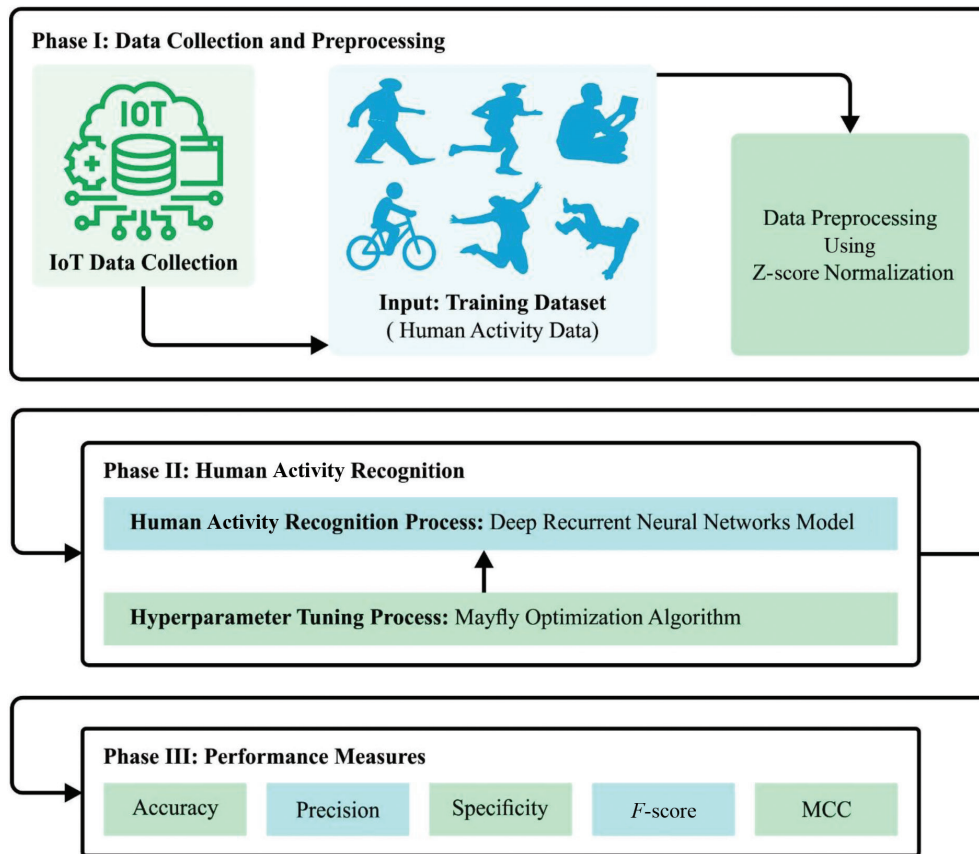 Phase I: Data Collection and Preprocessing
IOT
IoT Data Collection
Input: Training Dataset
( Human Activity Data)
Data Preprocessing
Using
Z-score Normalization
Phase II: Human Activity Recognition
Human Activity Recognition Process: Deep Recurrent Neural Networks Model
Hyperparameter Tuning Process: Mayfly Optimization Algorithm
Phase III: Performance Measures
Accuracy
Precision
Specificity
F-score
MCC